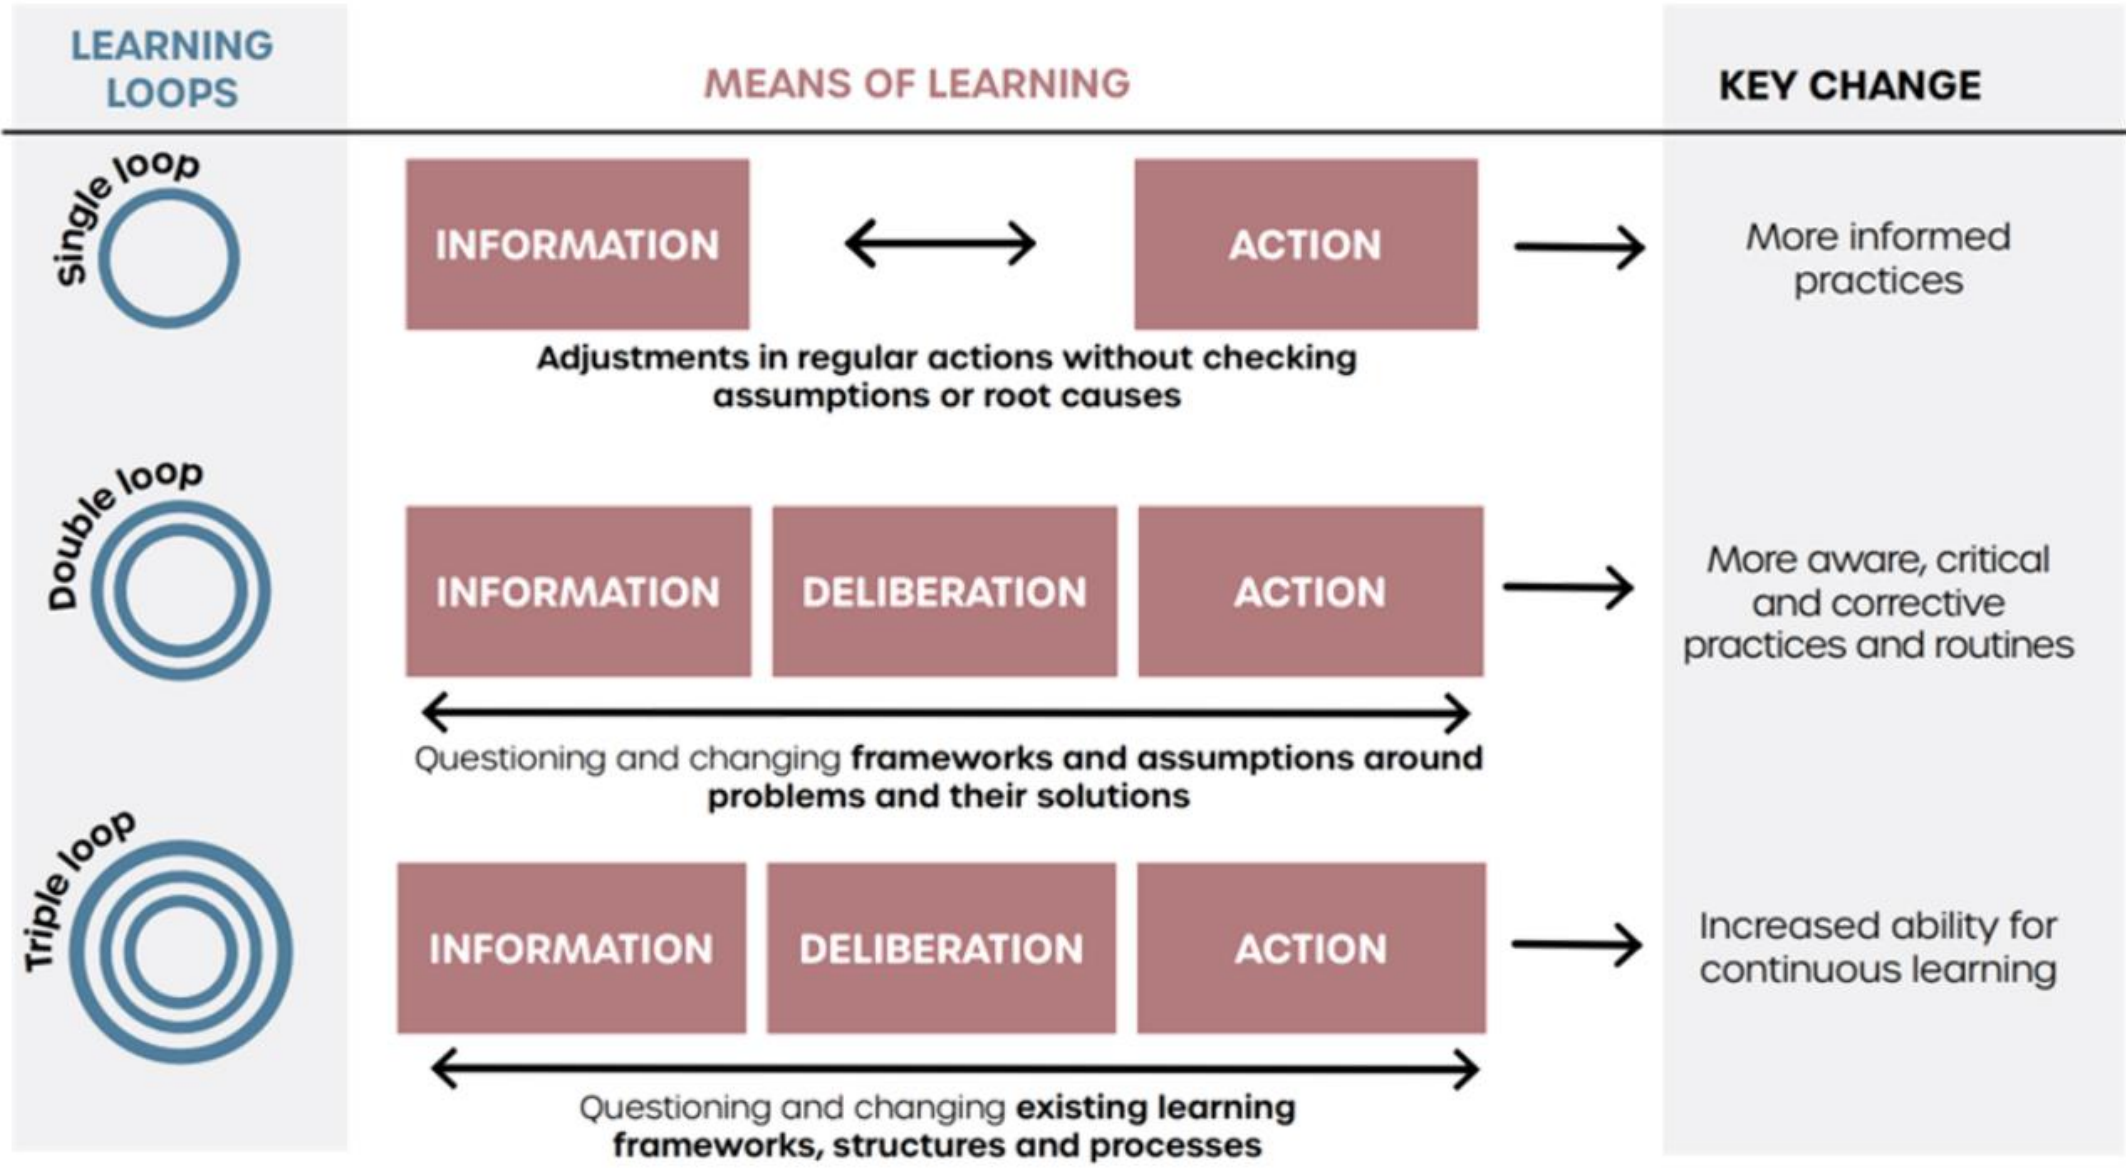 LEARNING
LOOPS
MEANS OF LEARNING
KEY CHANGE
Single loop
INFORMATION
ACTION
More informed
practices
Adjustments in regular actions without checking
assumptions or root causes
Double loop
INFORMATION
DELIBERATION
ACTION
More aware, critical
and corrective
practices and routines
Questioning and changing frameworks and assumptions around
problems and their solutions
Triple loop
INFORMATION
DELIBERATION
ACTION
Increased ability for
continuous learning
Questioning and changing existing learning
frameworks, structures and processes